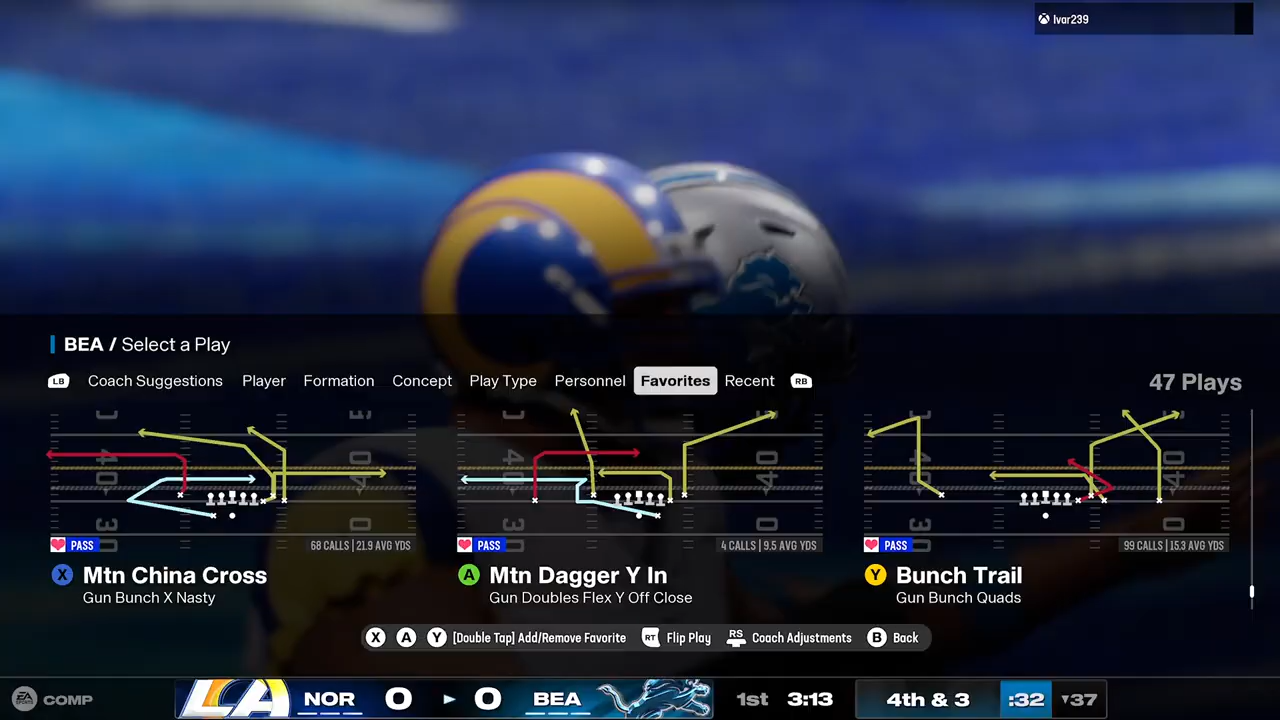 lvar239
BEA / Select a Play
LB Coach Suggestions Player Formation Concept Play Type Personnel Favorites Recent RB
47 Plays
PASS 68 CALLS | 21.9 AVG YDS
X Mtn China Cross
Gun Bunch X Nasty
PASS 4 CALLS | 9.5 AVG YDS
A Mtn Dagger Y In
Gun Doubles Flex Y Off Close
PASS 99 CALLS | 15.3 AVG YDS
Y Bunch Trail
Gun Bunch Quads
X A Y [Double Tap] Add/Remove Favorite RT Flip Play RS Coach Adjustments B Back
EA SPORTS COMP LA NOR 0 ► 0 BEA 1st 3:13 4th & 3 :32 ▼37